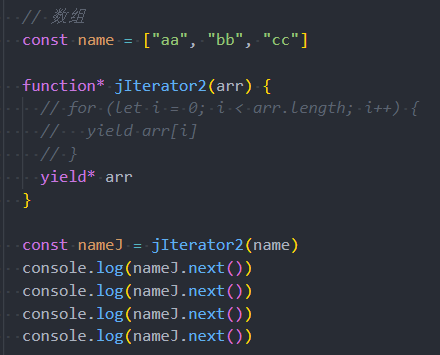 // 数组
const name = ["aa", "bb", "cc"]
function* jIterator2(arr) {
// for (let i = 0; i < arr.length; i++) {
//   yield arr[i]
// }
yield* arr
}
const nameJ = jIterator2(name)
console.log(nameJ.next())
console.log(nameJ.next())
console.log(nameJ.next())
console.log(nameJ.next())